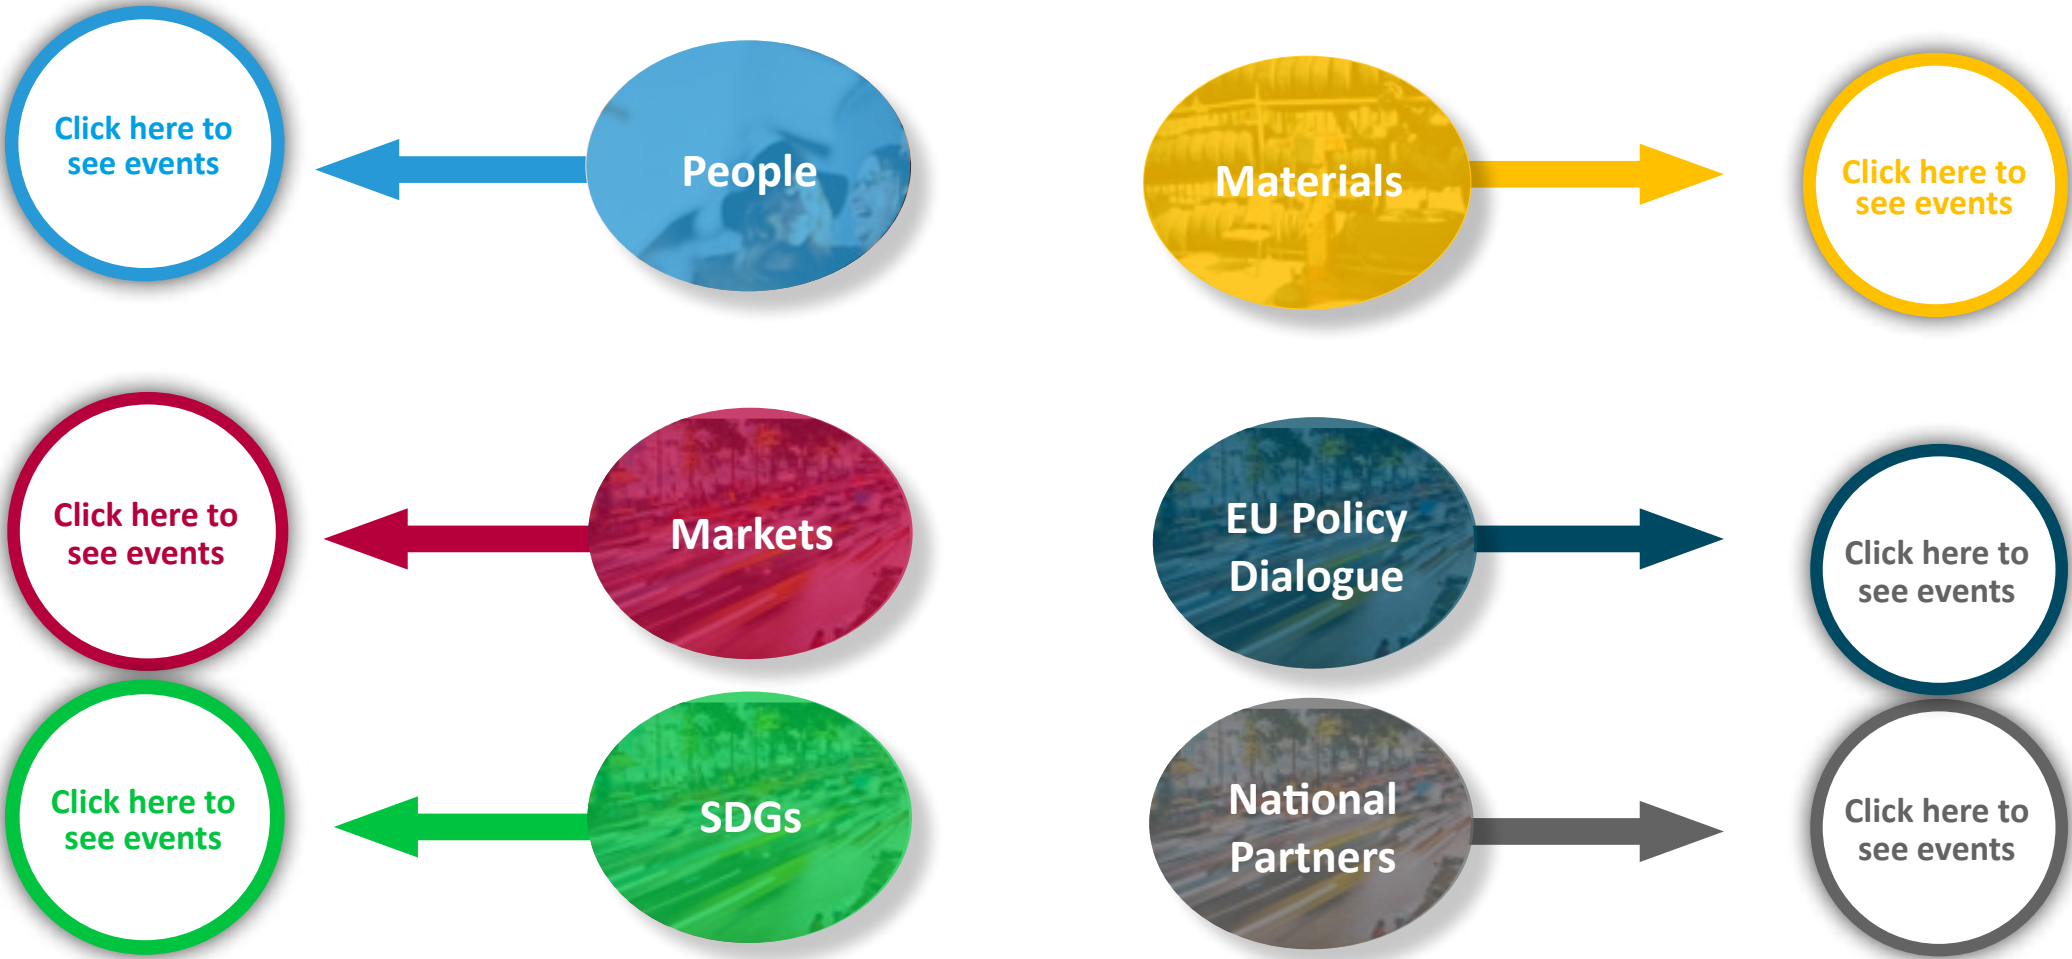 Click here to
see events
People
Materials
Click here to
see events
Click here to
see events
Markets
EU Policy
Dialogue
Click here to
see events
Click here to
see events
SDGs
National
Partners
Click here to
see events